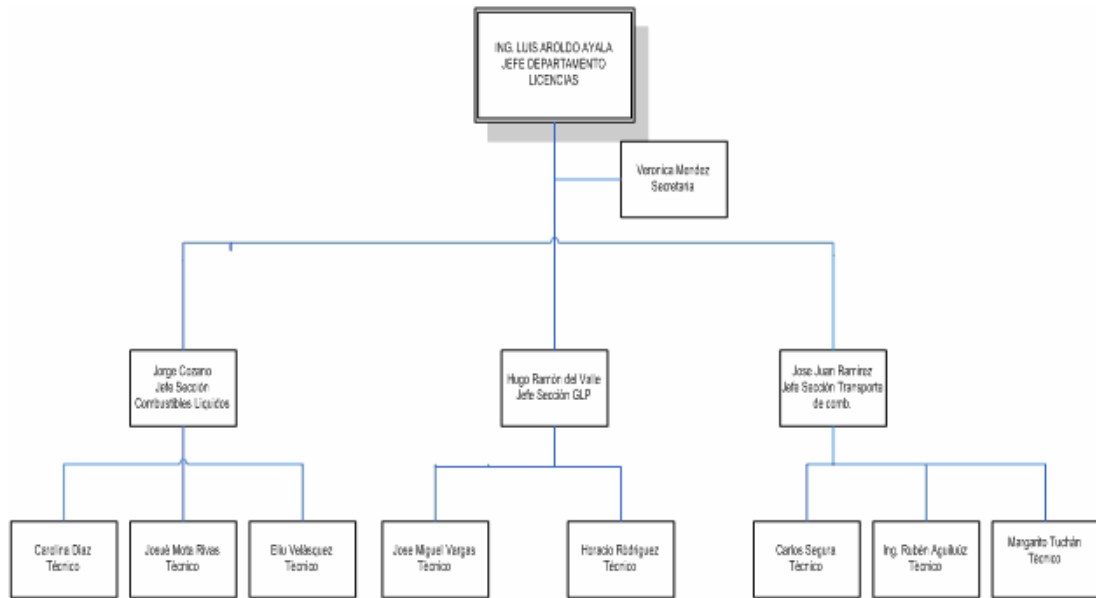 ING. LUIS AROLDO AYALA
JEFE DEPARTAMENTO
LICENCIAS
Veronica Mendez
Secretaria
Jorge Cozano
Jefe Sección
Combustibles Líquidos
Hugo Ramón del Valle
Jefe Sección GLP
Jose Juan Ramirez
Jefe Sección Transporte
de comb.
Carolina Díaz
Técnico
Josué Mota Rivas
Técnico
Eliu Velásquez
Técnico
Jose Miguel Vargas
Técnico
Horacio Ródriguez
Técnico
Carlos Segura
Técnico
Ing. Rubén Aguiluúz
Técnico
Margarito Tuchán
Técnico